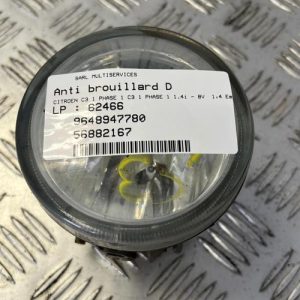 SARL MULTISERVICES
Anti brouillard D
CITROEN C3 I PHASE 1 C3 I PHASE 1 1.4i - 8V 1.4 Es
LP : 62466
9648947780
56882167